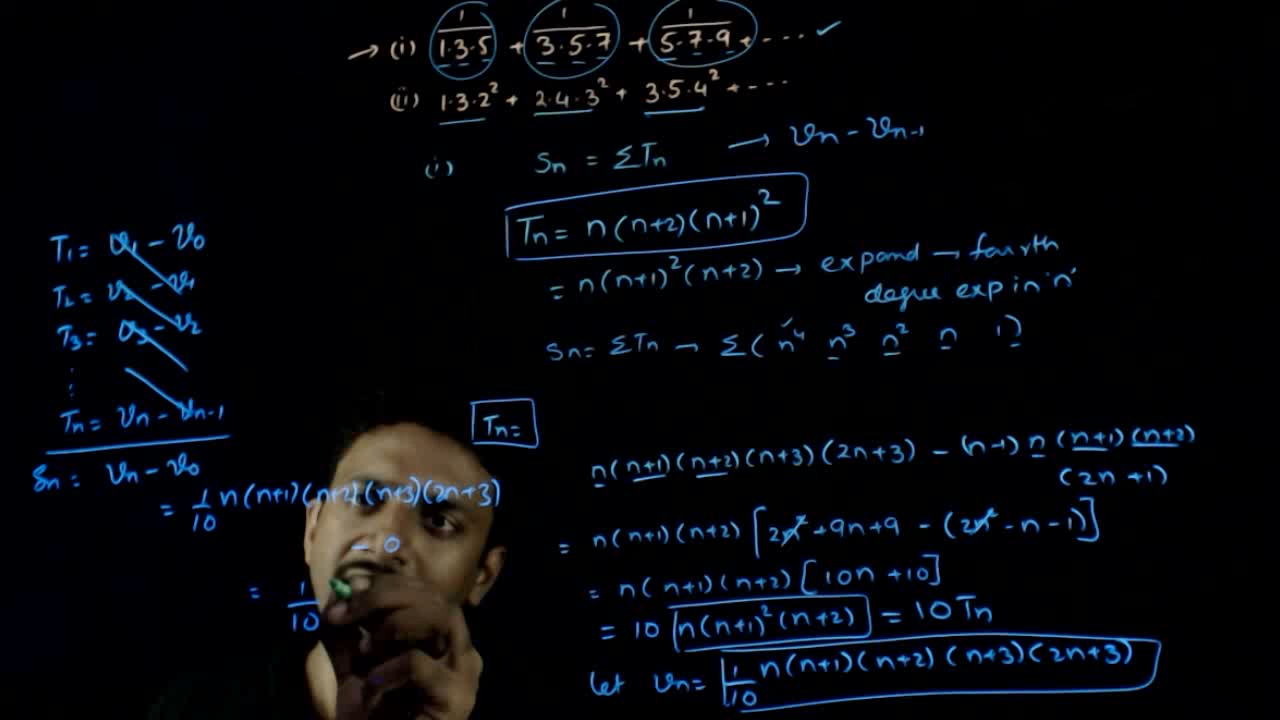 → (i) 1/1·3·5 + 1/3·5·7 + 1/5·7·9 + ···· ✓
(ii) 1·3·2² + 2·4·3² + 3·5·4² + ····
(i) Sn = ΣTn → Vn - Vn-1
Tn = n(n+2)(n+1)²
= n(n+1)²(n+2) → expand → fourth
degree exp in 'n'
Sn = ΣTn → Σ( n⁴ n³ n² n 1)
T1 = V1 - V0
T2 = V2 - V1
T3 = V3 - V2
⋮
Tn = Vn - Vn-1
Sn = Vn - V0
= 1/10 n(n+1)(n+2)(n+3)(2n+3)
- 0
= 1/10
Tn =
n(n+1)(n+2)(n+3)(2n+3) - (n-1) n (n+1)(n+2)
(2n+1)
= n(n+1)(n+2) [2n² + 9n + 9 - (2n² - n - 1)]
= n(n+1)(n+2) [10n + 10]
= 10 n(n+1)²(n+2) = 10Tn
Let Vn = 1/10 n(n+1)(n+2)(n+3)(2n+3)